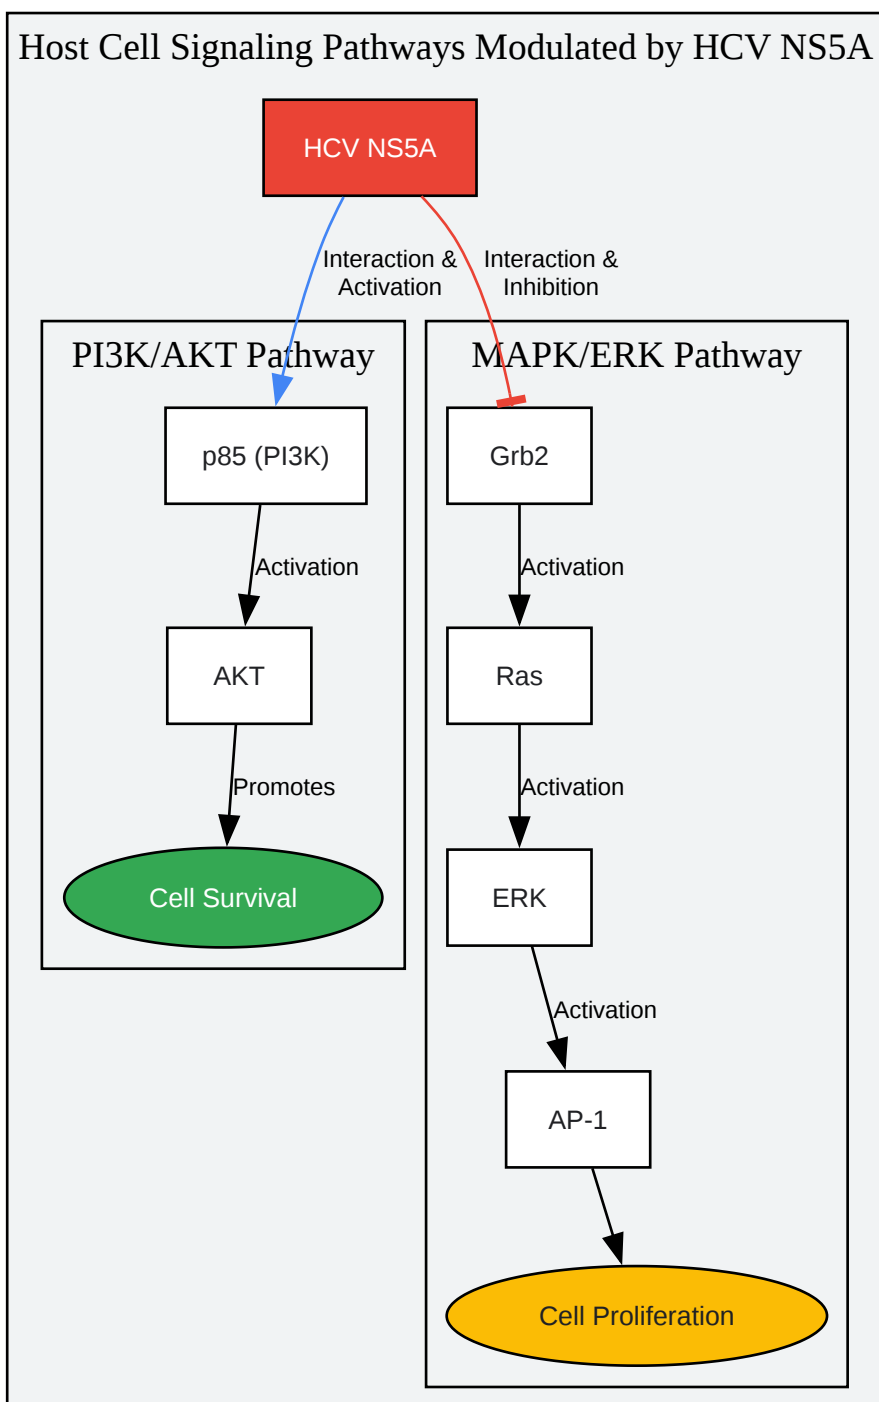 Host Cell Signaling Pathways Modulated by HCV NS5A
HCV NS5A
Interaction &
Activation
Interaction &
Inhibition
PI3K/AKT Pathway
p85 (PI3K)
Activation
AKT
Promotes
Cell Survival
MAPK/ERK Pathway
Grb2
Activation
Ras
Activation
ERK
Activation
AP-1
Cell Proliferation